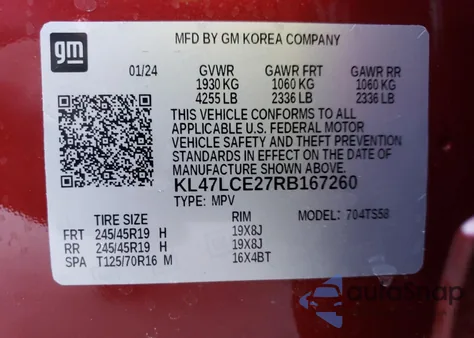 gm
MFD BY GM KOREA COMPANY
01/24 GVWR GAWR FRT GAWR RR
1930 KG 1060 KG 1060 KG
4255 LB 2336 LB 2336 LB
THIS VEHICLE CONFORMS TO ALL
APPLICABLE U.S. FEDERAL MOTOR
VEHICLE SAFETY AND THEFT
PREVENTION STANDARDS IN
EFFECT ON THE DATE OF
MANUFACTURE SHOWN ABOVE.
KL47LCE27RB167260
TYPE: MPV
TIRE SIZE RIM MODEL: 704TS58
FRT 245/45R19 H 19X8J
RR 245/45R19 H 19X8J
SPA T125/70R16 M 16X4BT
autoSnap